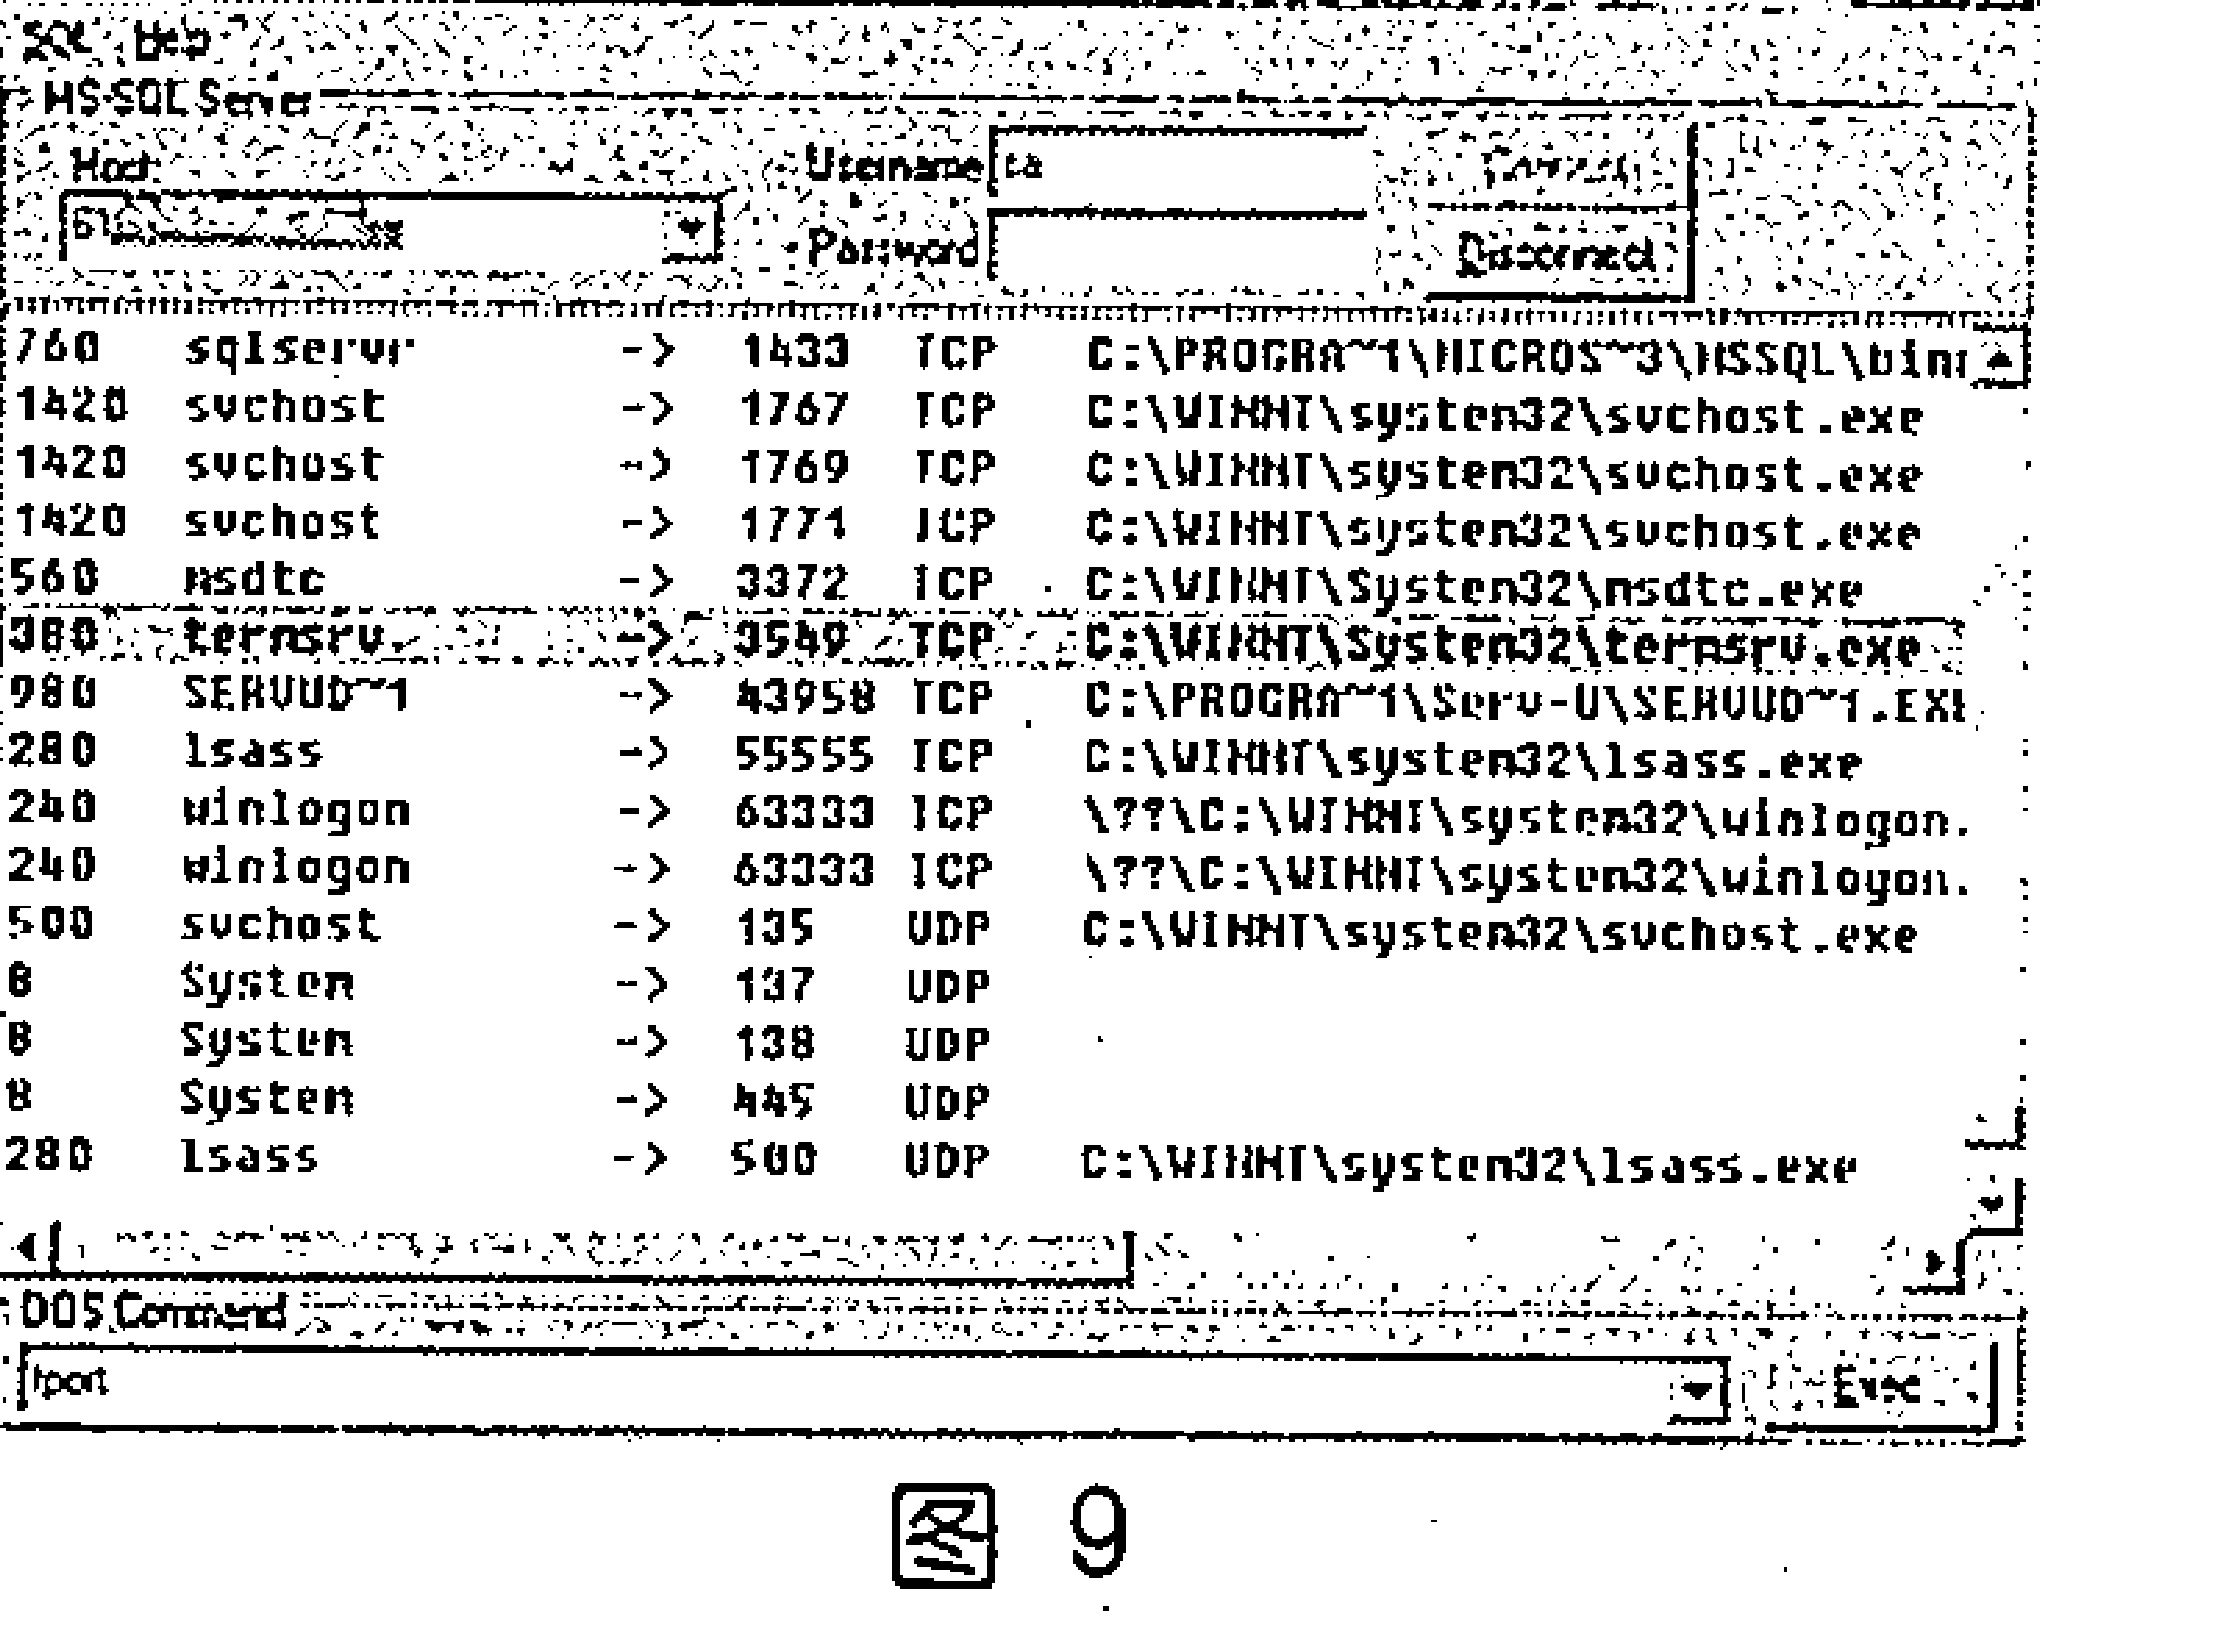 SQL Help
MS-SQL Server
Host:
Username sa
Password
Disconnect
760 sqlservr -> 1433 TCP C:\PROGRA~1\MICROS~3\MSSQL\binn
1420 svchost -> 1767 TCP C:\WINNT\system32\svchost.exe
1420 svchost -> 1769 TCP C:\WINNT\system32\svchost.exe
1420 svchost -> 1771 TCP C:\WINNT\system32\svchost.exe
560 msdtc -> 3372 TCP C:\WINNT\System32\msdtc.exe
380 termsrv -> 3549 TCP C:\WINNT\System32\termsrv.exe
980 SERVUD~1 -> 43958 TCP C:\PROGRA~1\Serv-U\SERVUD~1.EXE
280 lsass -> 55555 TCP C:\WINNT\system32\lsass.exe
240 winlogon -> 63333 TCP \??\C:\WINNT\system32\winlogon.
240 winlogon -> 63333 TCP \??\C:\WINNT\system32\winlogon.
500 svchost -> 135 UDP C:\WINNT\system32\svchost.exe
8 System -> 137 UDP
8 System -> 138 UDP
8 System -> 445 UDP
280 lsass -> 500 UDP C:\WINNT\system32\lsass.exe
DOS Command
fport
Exec
图 9